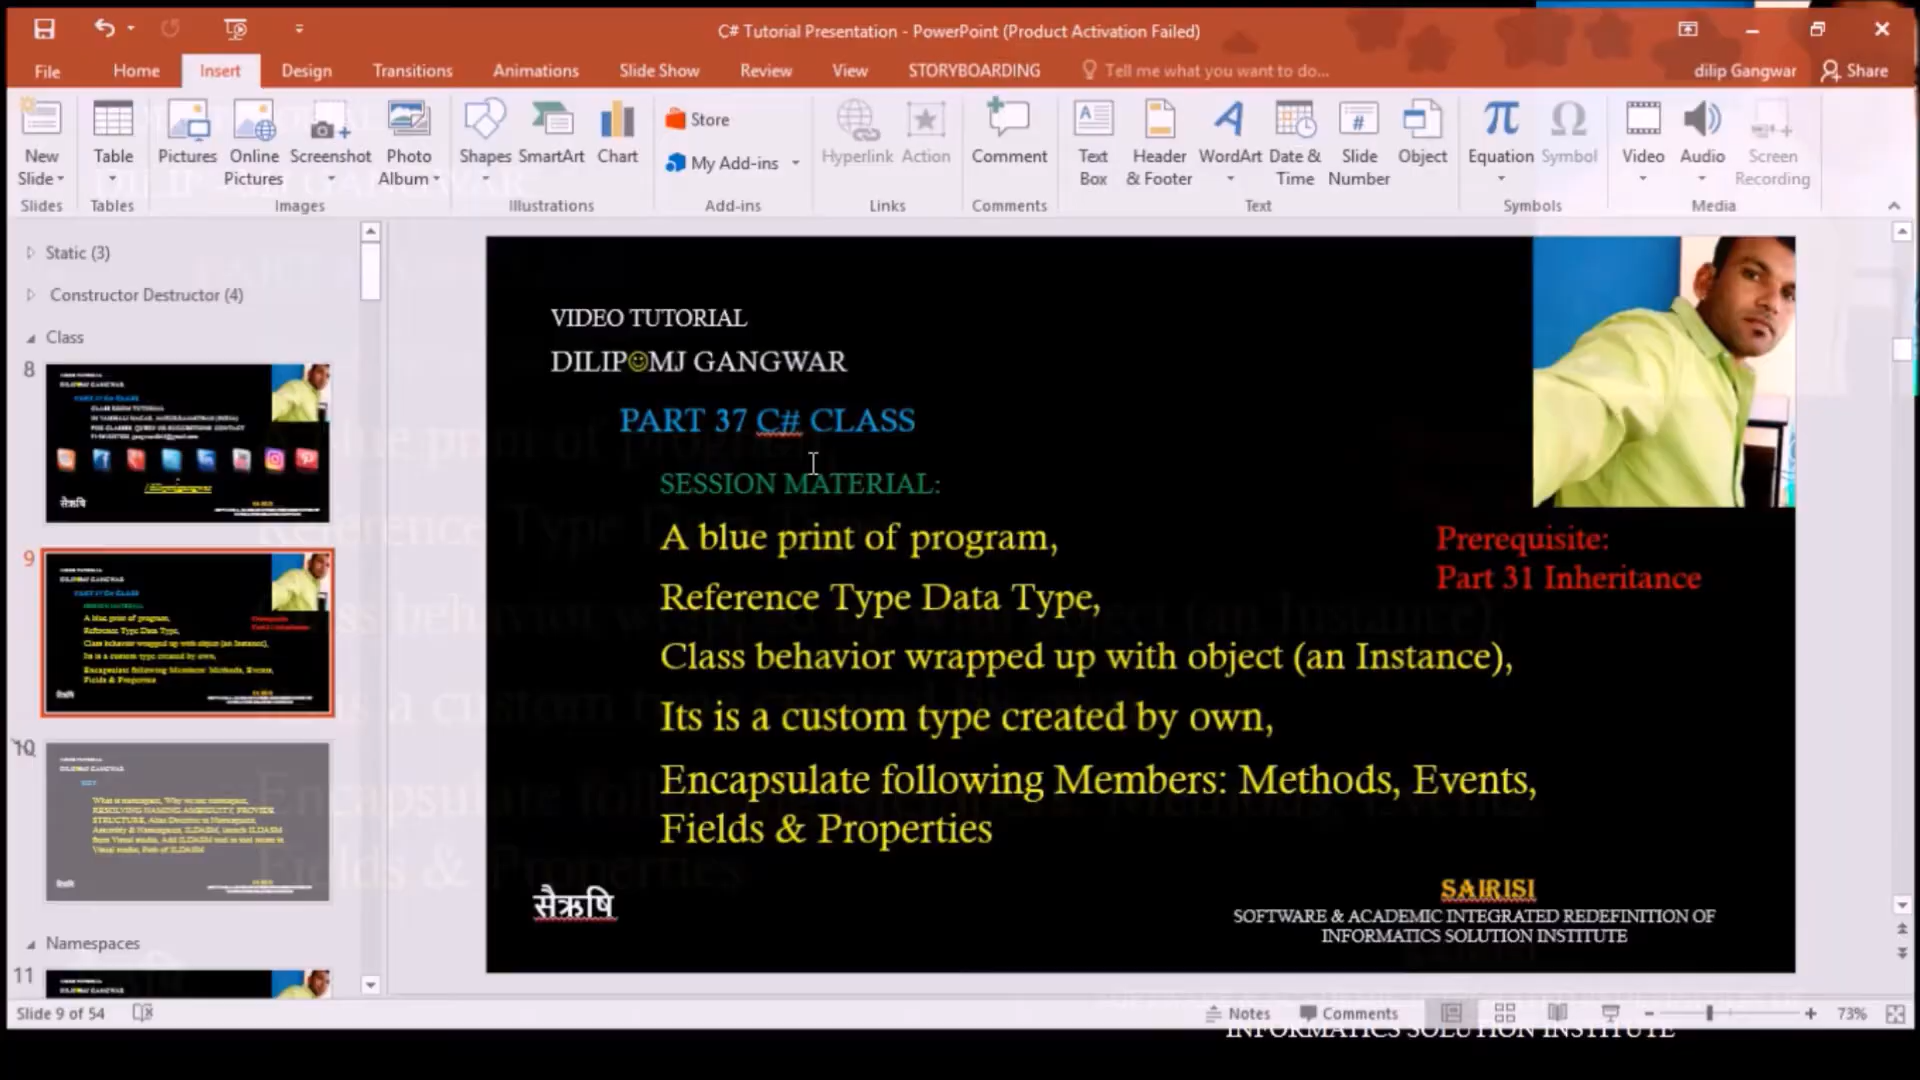 C# Tutorial Presentation - PowerPoint (Product Activation Failed)
File Home Insert Design Transitions Animations Slide Show Review View STORYBOARDING Tell me what you want to do... dilip Gangwar Share
New Slide Table Pictures Online Pictures Screenshot Photo Album Shapes SmartArt Chart Store My Add-ins Hyperlink Action Comment Text Box Header & Footer WordArt Date & Time Slide Number Object Equation Symbol Video Audio Screen Recording
Slides Tables Images Illustrations Add-ins Links Comments Text Symbols Media
Static (3)
Constructor Destructor (4)
Class
8
9
10
Namespaces
11
VIDEO TUTORIAL
DILIP☺MJ GANGWAR
PART 37 C# CLASS
SESSION MATERIAL:
A blue print of program,
Reference Type Data Type,
Class behavior wrapped up with object (an Instance),
Its is a custom type created by own,
Encapsulate following Members: Methods, Events,
Fields & Properties
Prerequisite:
Part 31 Inheritance
सैऋषि
SAIRISI
SOFTWARE & ACADEMIC INTEGRATED REDEFINITION OF
INFORMATICS SOLUTION INSTITUTE
Slide 9 of 54 Notes Comments 73%
INFORMATICS SOLUTION INSTITUTE